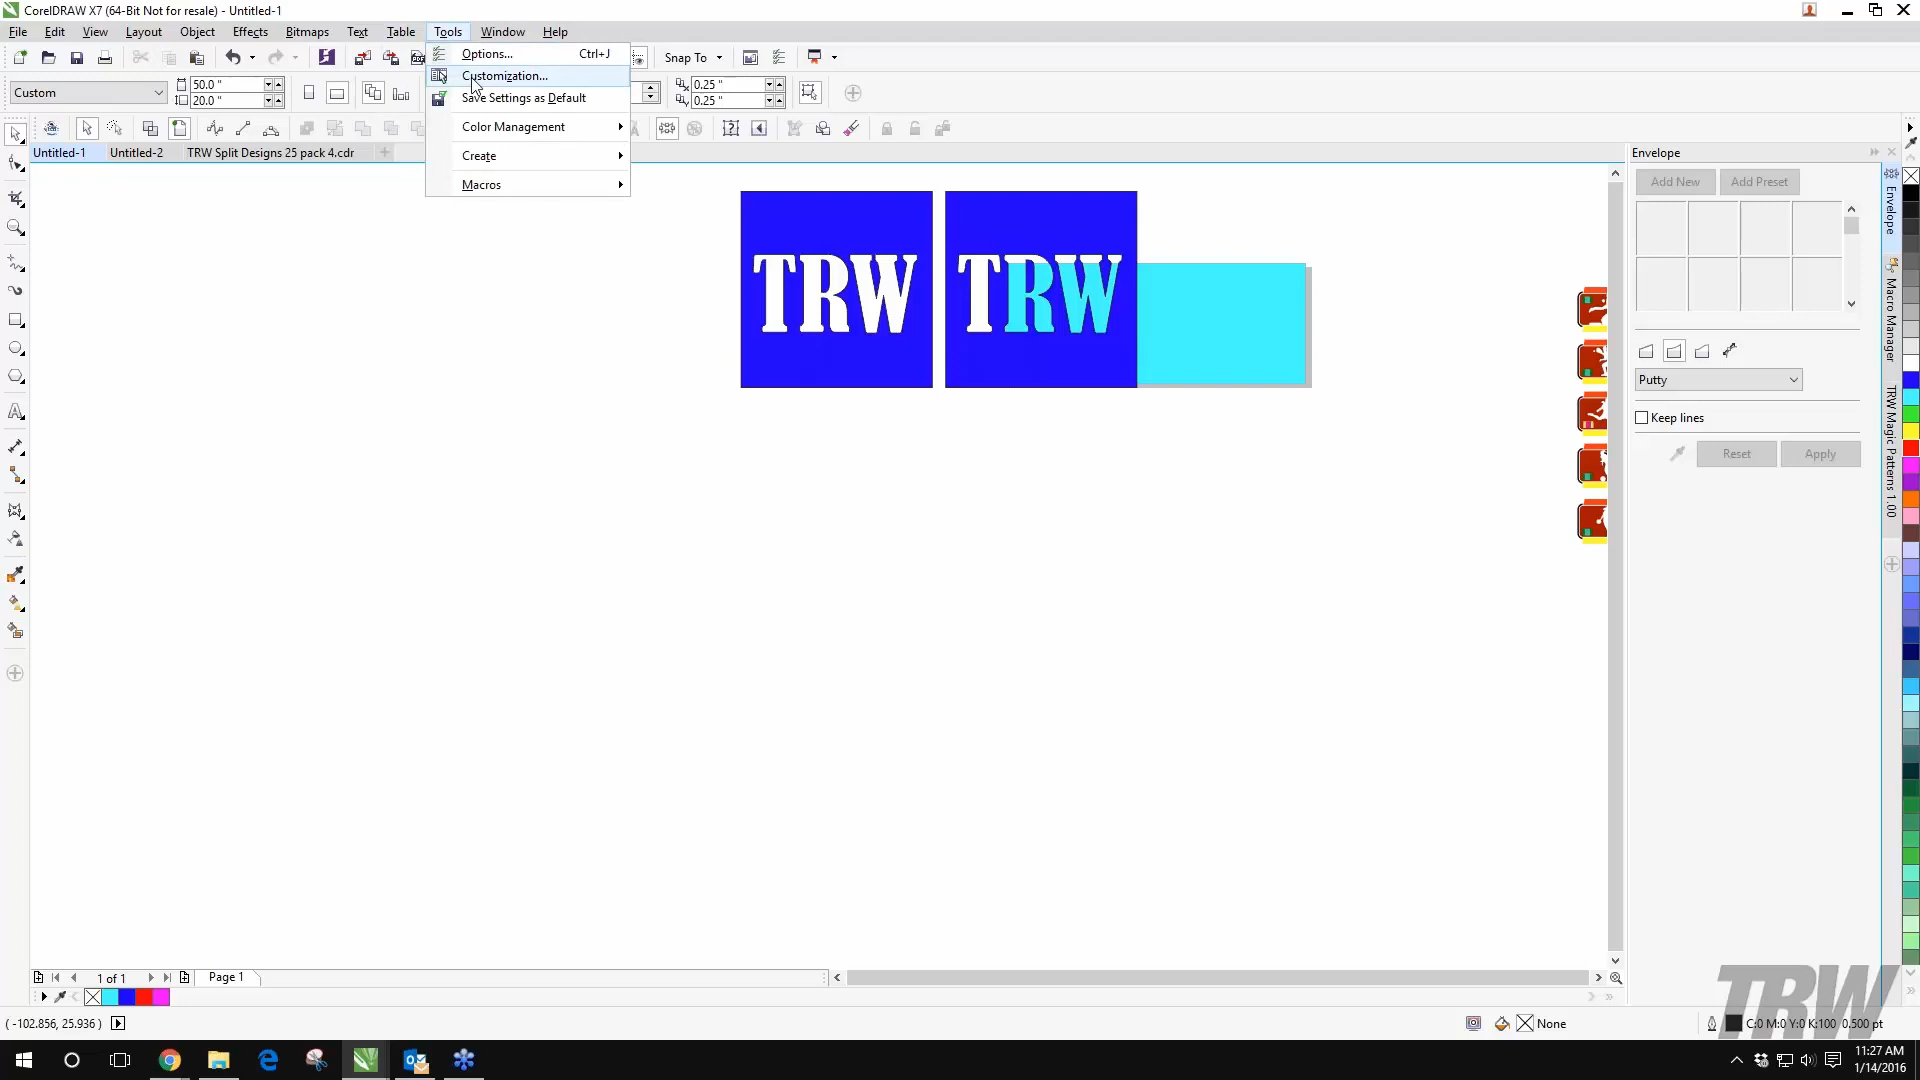 CorelDRAW X7 (64-Bit Not for resale) - Untitled-1
File Edit View Layout Object Effects Bitmaps Text Table Tools Window Help
Options... Ctrl+J
Customization...
Save Settings as Default
Color Management
Create
Macros
Snap To
Custom
50.0 "
20.0 "
0.25 "
0.25 "
Untitled-1 Untitled-2 TRW Split Designs 25 pack 4.cdr
TRW TRW
Envelope
Add New Add Preset
Putty
Keep lines
Reset Apply
Envelope
Macro Manager
TRW Magic Patterns 1.00
1 of 1 Page 1
TRW
( -102.856, 25.936 )
None
C:0 M:0 Y:0 K:100 0.500 pt
11:27 AM
1/14/2016